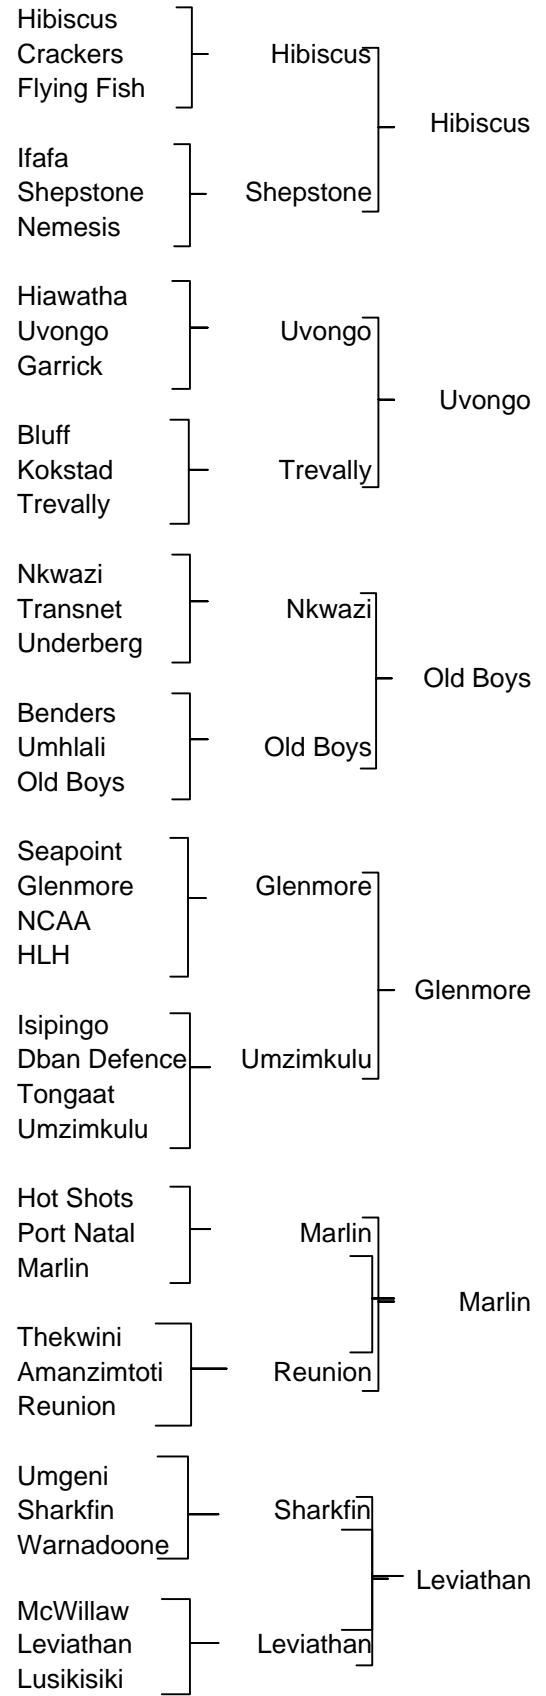 Hibiscus
Crackers Hibiscus
Flying Fish
Hibiscus
Ifafa
Shepstone Shepstone
Nemesis
Hiawatha
Uvongo Uvongo
Garrick
Uvongo
Bluff
Kokstad Trevally
Trevally
Nkwazi
Transnet Nkwazi
Underberg
Old Boys
Benders
Umhlali Old Boys
Old Boys
Seapoint
Glenmore Glenmore
NCAA
HLH
Glenmore
Isipingo
Dban Defence Umzimkulu
Tongaat
Umzimkulu
Hot Shots
Port Natal Marlin
Marlin
Marlin
Thekwini
Amanzimtoti Reunion
Reunion
Umgeni
Sharkfin Sharkfin
Warnadoone
Leviathan
McWillaw
Leviathan Leviathan
Lusikisiki